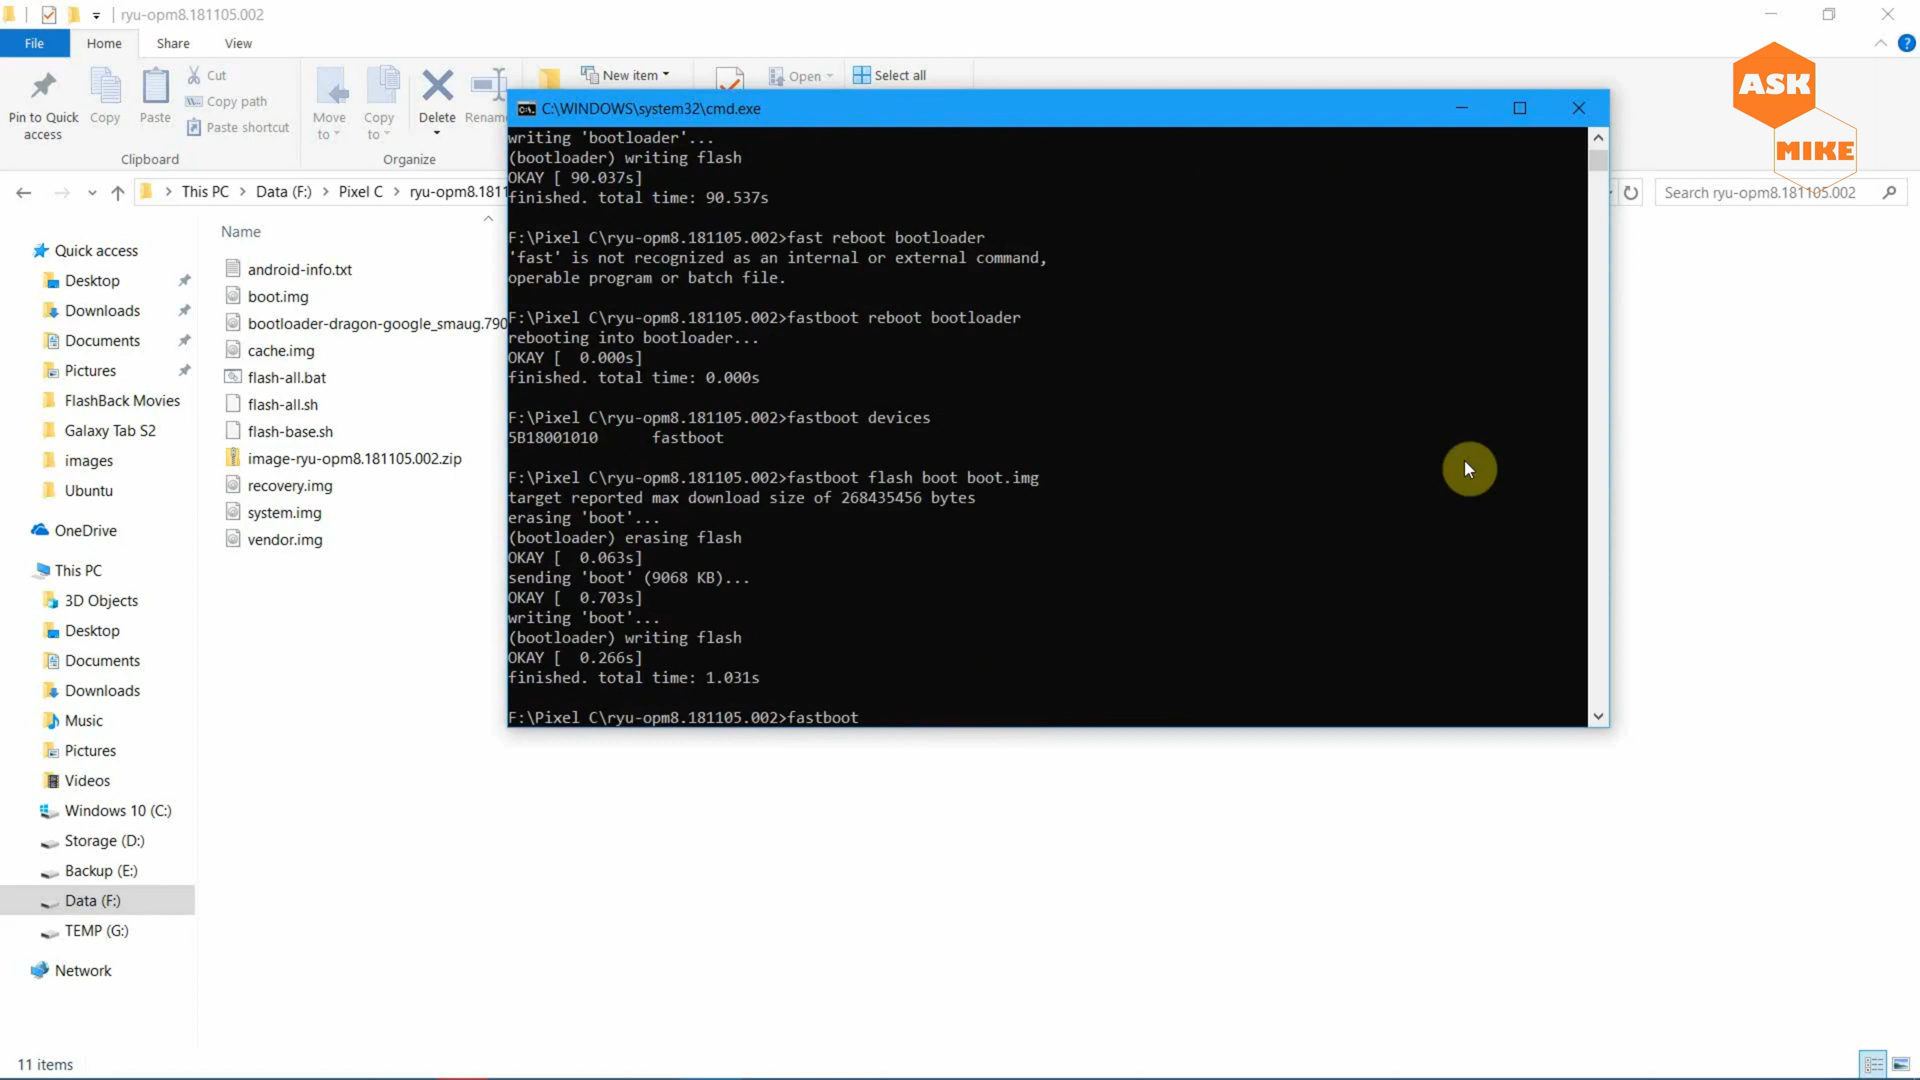 ryu-opm8.181105.002
File
Home
Share
View
Pin to Quick access
Copy
Paste
Cut
Copy path
Paste shortcut
Clipboard
Move to
Copy to
Delete
Organize
New item
Open
Select all
ASK
MIKE
This PC
Data (F:)
Pixel C
ryu-opm8.1811
Search ryu-opm8.181105.002
Quick access
Desktop
Downloads
Documents
Pictures
FlashBack Movies
Galaxy Tab S2
images
Ubuntu
OneDrive
This PC
3D Objects
Desktop
Documents
Downloads
Music
Pictures
Videos
Windows 10 (C:)
Storage (D:)
Backup (E:)
Data (F:)
TEMP (G:)
Network
11 items
Name
android-info.txt
boot.img
bootloader-dragon-google_smaug.790
cache.img
flash-all.bat
flash-all.sh
flash-base.sh
image-ryu-opm8.181105.002.zip
recovery.img
system.img
vendor.img
C:\WINDOWS\system32\cmd.exe
writing 'bootloader'...
(bootloader) writing flash
OKAY [ 90.037s]
finished. total time: 90.537s
F:\Pixel C\ryu-opm8.181105.002>fast reboot bootloader
'fast' is not recognized as an internal or external command,
operable program or batch file.
F:\Pixel C\ryu-opm8.181105.002>fastboot reboot bootloader
rebooting into bootloader...
OKAY [  0.000s]
finished. total time: 0.000s
F:\Pixel C\ryu-opm8.181105.002>fastboot devices
5B18001010      fastboot
F:\Pixel C\ryu-opm8.181105.002>fastboot flash boot boot.img
target reported max download size of 268435456 bytes
erasing 'boot'...
(bootloader) erasing flash
OKAY [  0.063s]
sending 'boot' (9068 KB)...
OKAY [  0.703s]
writing 'boot'...
(bootloader) writing flash
OKAY [  0.266s]
finished. total time: 1.031s
F:\Pixel C\ryu-opm8.181105.002>fastboot